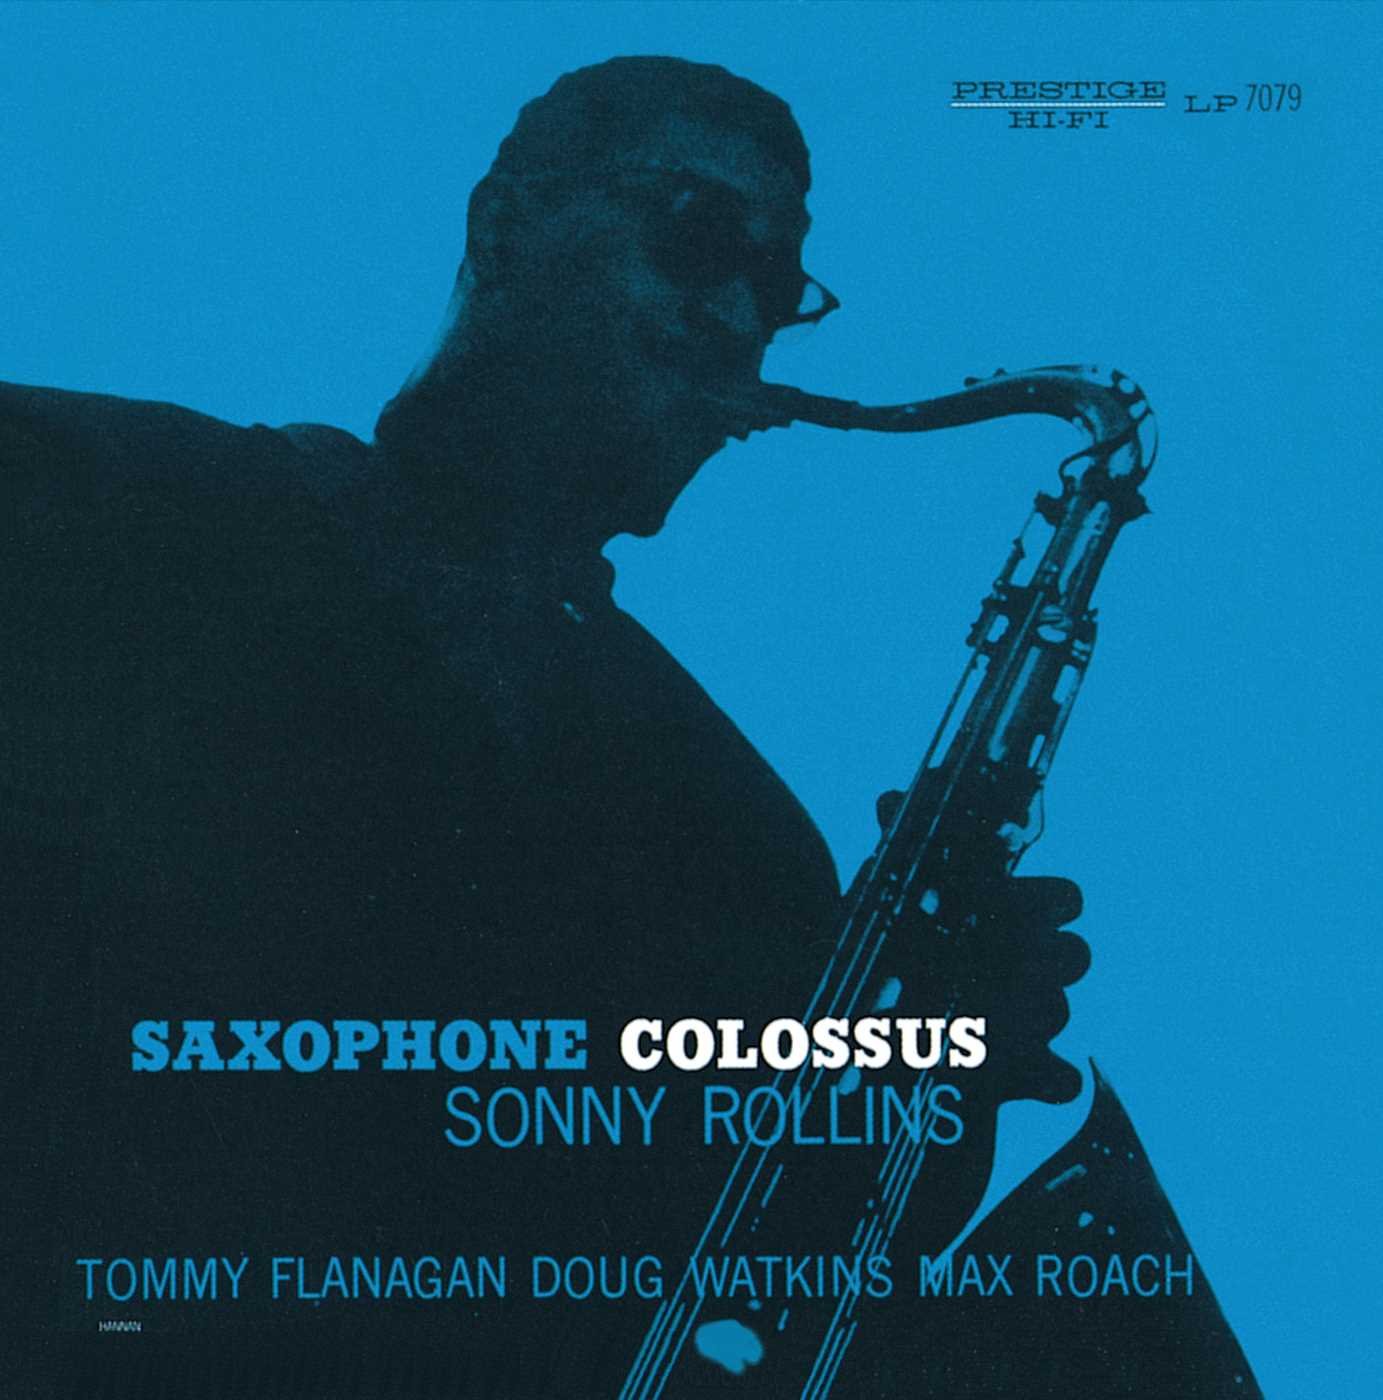 PRESTIGE LP 7079
HI-FI
SAXOPHONE COLOSSUS
SONNY ROLLINS
TOMMY FLANAGAN DOUG WATKINS MAX ROACH
HANNAN